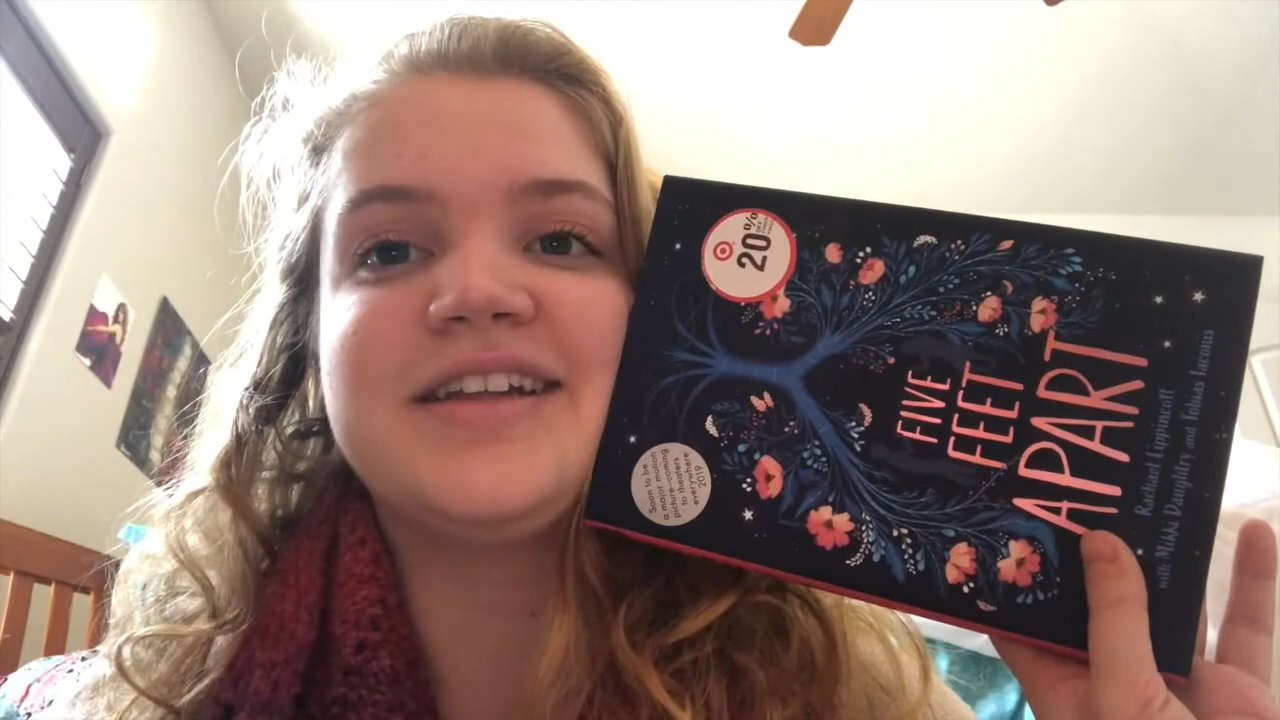 20%
FIVE
FEET
APART
Rachael Lippincott
with Mikki Daughtry and Tobias Iaconis
Soon to be
a major motion
picture–coming
to theaters
everywhere
2019